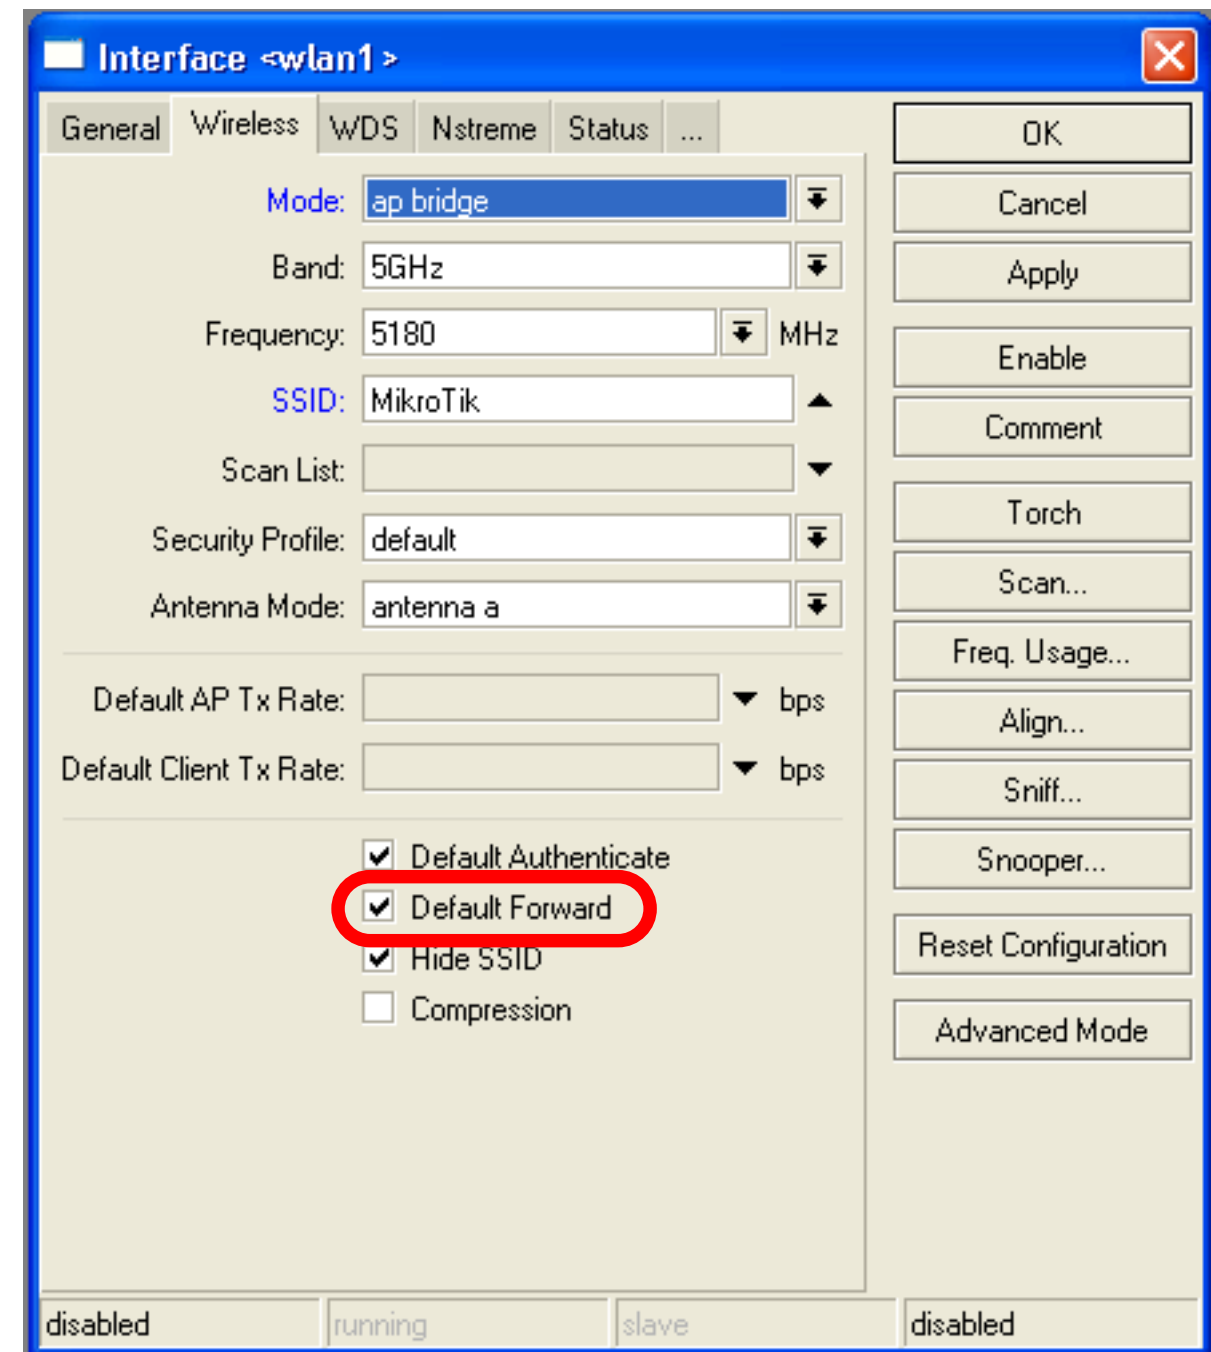 Interface <wlan1>
General Wireless WDS Nstreme Status ...
OK
Mode: ap bridge
Cancel
Band: 5GHz
Apply
Frequency: 5180 MHz
Enable
SSID: MikroTik
Comment
Scan List:
Torch
Security Profile: default
Scan...
Antenna Mode: antenna a
Freq. Usage...
Default AP Tx Rate: bps
Align...
Default Client Tx Rate: bps
Sniff...
Default Authenticate
Snooper...
Default Forward
Reset Configuration
Hide SSID
Compression
Advanced Mode
disabled running slave disabled